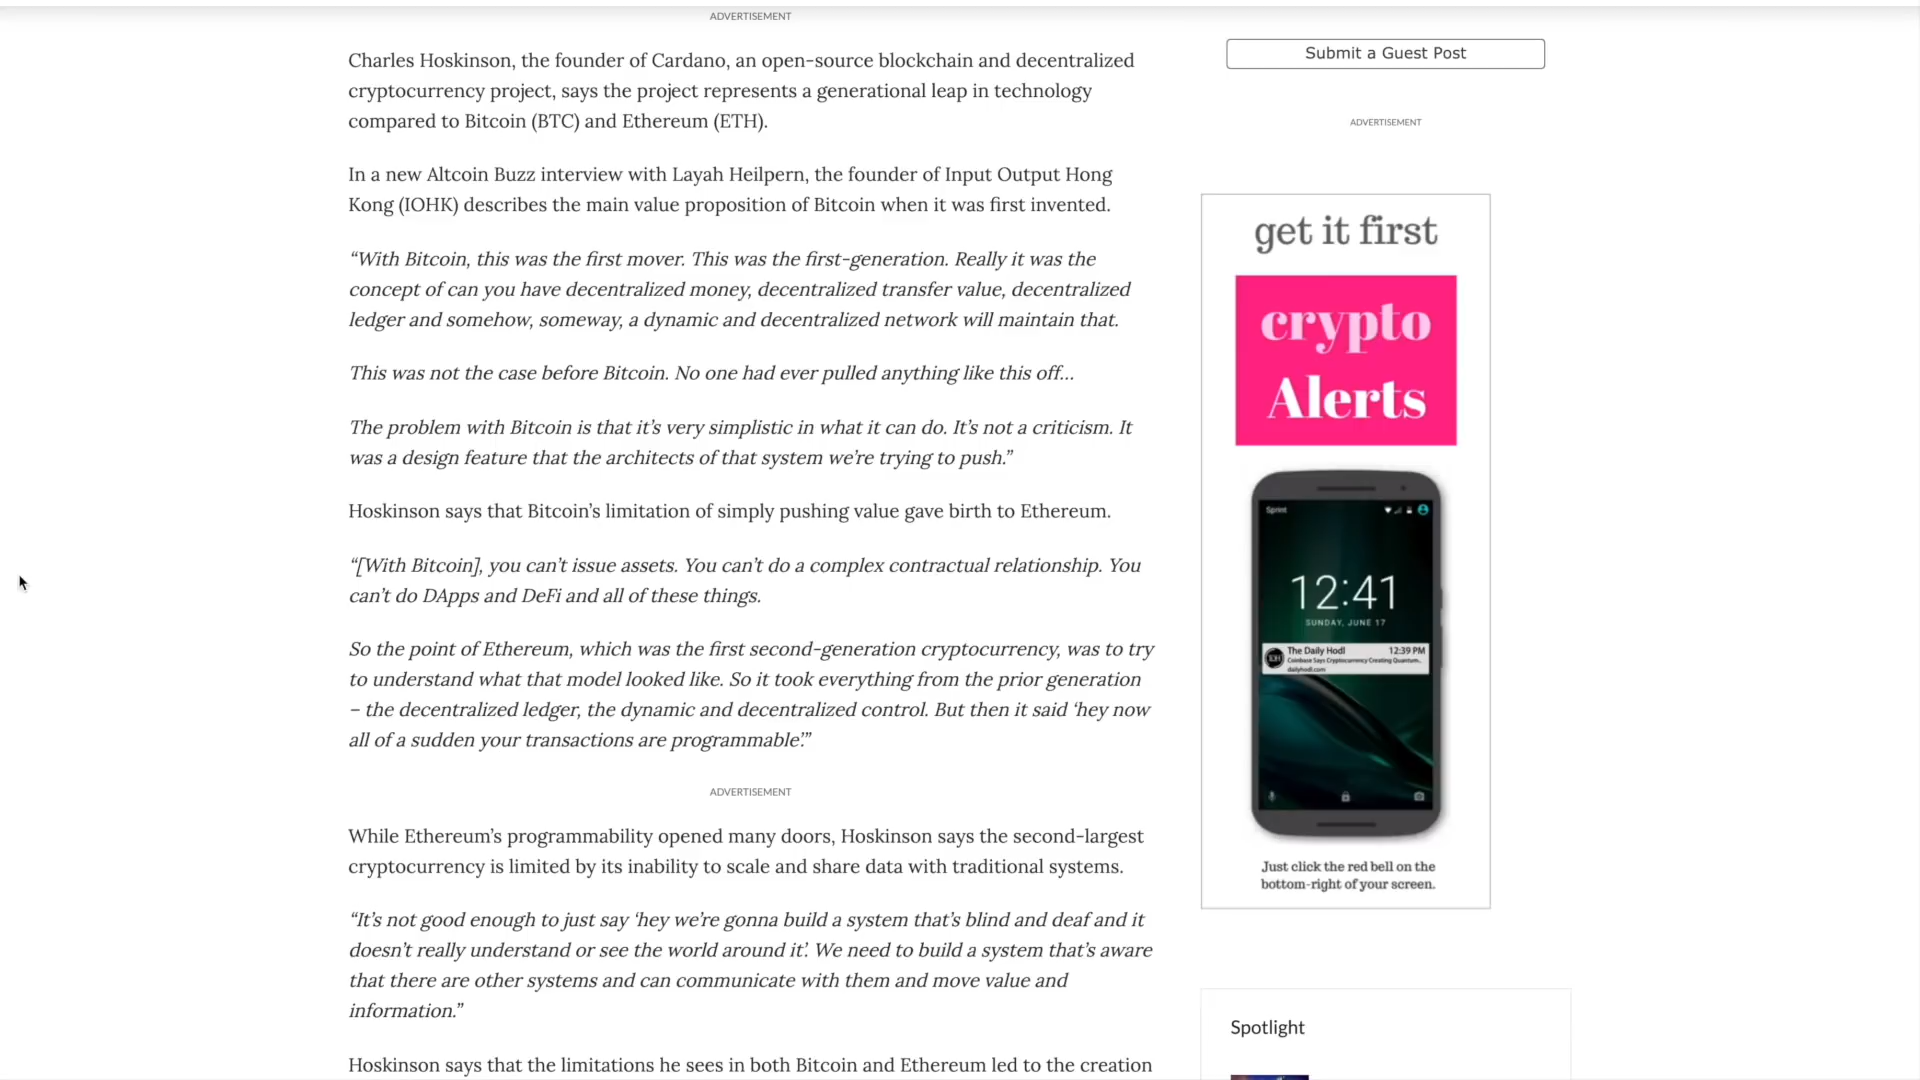 ADVERTISEMENT
Charles Hoskinson, the founder of Cardano, an open-source blockchain and decentralized
cryptocurrency project, says the project represents a generational leap in technology
compared to Bitcoin (BTC) and Ethereum (ETH).
In a new Altcoin Buzz interview with Layah Heilpern, the founder of Input Output Hong
Kong (IOHK) describes the main value proposition of Bitcoin when it was first invented.
“With Bitcoin, this was the first mover. This was the first-generation. Really it was the
concept of can you have decentralized money, decentralized transfer value, decentralized
ledger and somehow, someway, a dynamic and decentralized network will maintain that.
This was not the case before Bitcoin. No one had ever pulled anything like this off…
The problem with Bitcoin is that it’s very simplistic in what it can do. It’s not a criticism. It
was a design feature that the architects of that system we’re trying to push.”
Hoskinson says that Bitcoin’s limitation of simply pushing value gave birth to Ethereum.
“[With Bitcoin], you can’t issue assets. You can’t do a complex contractual relationship. You
can’t do DApps and DeFi and all of these things.
So the point of Ethereum, which was the first second-generation cryptocurrency, was to try
to understand what that model looked like. So it took everything from the prior generation
– the decentralized ledger, the dynamic and decentralized control. But then it said ‘hey now
all of a sudden your transactions are programmable’.”
ADVERTISEMENT
While Ethereum’s programmability opened many doors, Hoskinson says the second-largest
cryptocurrency is limited by its inability to scale and share data with traditional systems.
“It’s not good enough to just say ‘hey we’re gonna build a system that’s blind and deaf and it
doesn’t really understand or see the world around it’. We need to build a system that’s aware
that there are other systems and can communicate with them and move value and
information.”
Hoskinson says that the limitations he sees in both Bitcoin and Ethereum led to the creation
Submit a Guest Post
ADVERTISEMENT
get it first
crypto
Alerts
Sprint
12:41
SUNDAY, JUNE 17
The Daily Hodl 12:39 PM
Coinbase Says Cryptocurrency Creating Quantum..
dailyhodl.com
Just click the red bell on the
bottom-right of your screen.
Spotlight